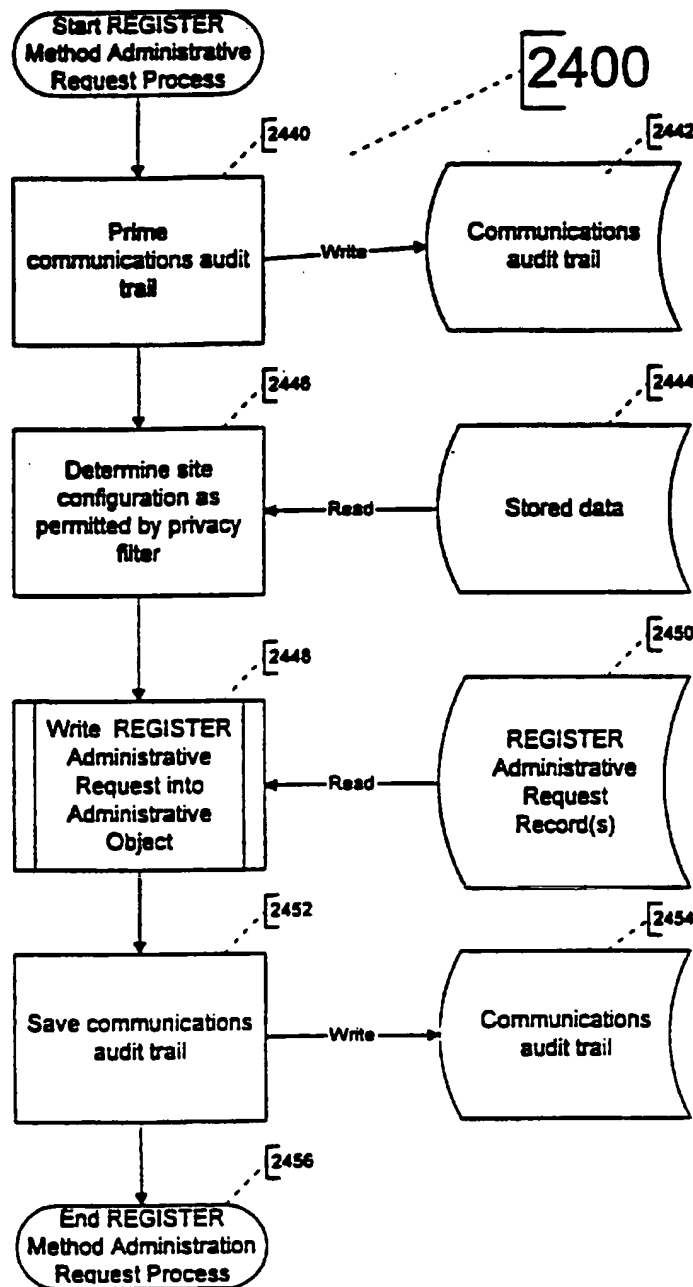 Start REGISTER
Method Administrative
Request Process
2400
2440
2442
Prime
communications audit
trail
Write
Communications
audit trail
2446
2444
Determine site
configuration as
permitted by privacy
filter
Read
Stored data
2448
2450
Write REGISTER
Administrative
Request into
Administrative
Object
Read
REGISTER
Administrative
Request
Record(s)
2452
2454
Save communications
audit trail
Write
Communications
audit trail
2456
End REGISTER
Method Administration
Request Process